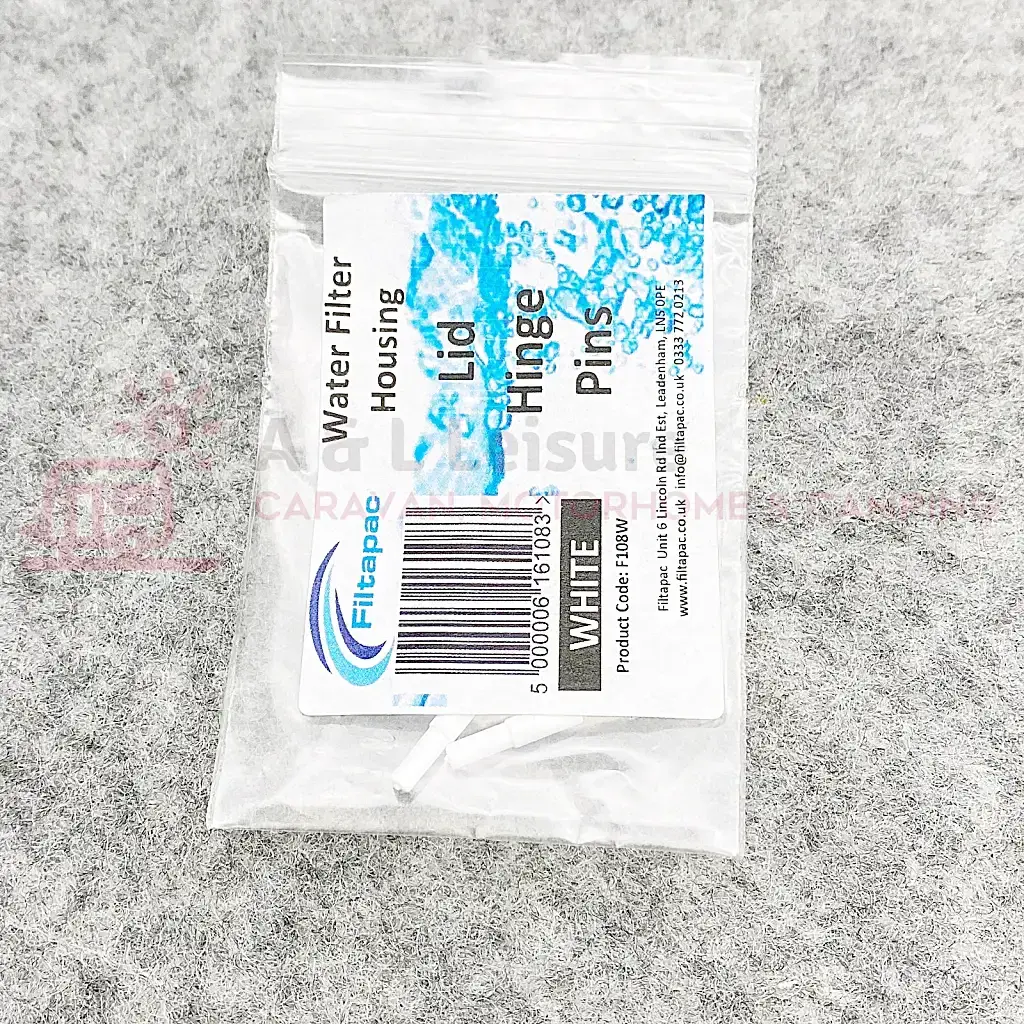 Water Filter
Housing
Lid
Hinge
Pins
Filtapac
5 000006 161083 >
WHITE
Product Code: F108W
Filtapac Unit 6 Lincoln Rd Ind Est, Leadenham, LN5 0PE
www.filtapac.co.uk info@filtapac.co.uk 0333 772 0213
A & L Leisure
CARAVAN, MOTORHOME & CAMPING